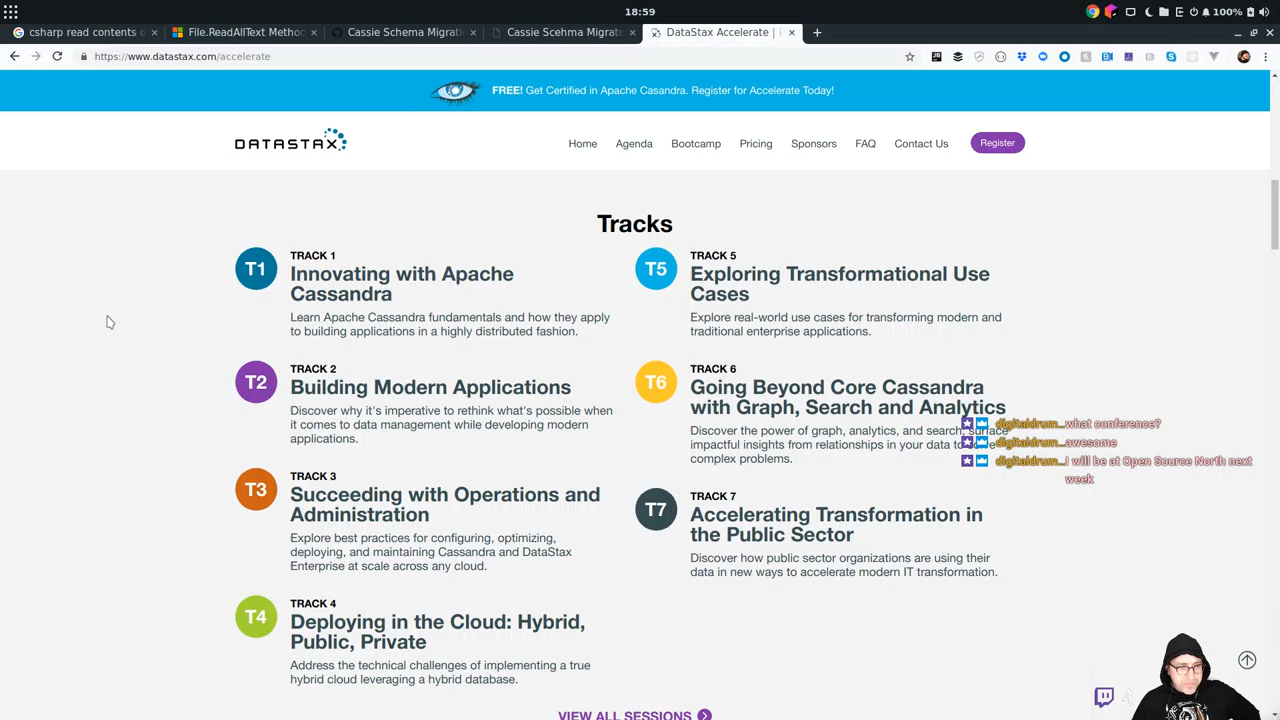 18:59
100%
csharp read contents o
File.ReadAllText Metho
Cassie Schema Migrati
Cassie Scehma Migrat
DataStax Accelerate |
https://www.datastax.com/accelerate
FREE! Get Certified in Apache Casandra. Register for Accelerate Today!
DATASTAX
Home
Agenda
Bootcamp
Pricing
Sponsors
FAQ
Contact Us
Register
Tracks
T1
TRACK 1
Innovating with Apache
Cassandra
Learn Apache Cassandra fundamentals and how they apply
to building applications in a highly distributed fashion.
T2
TRACK 2
Building Modern Applications
Discover why it's imperative to rethink what's possible when
it comes to data management while developing modern
applications.
T3
TRACK 3
Succeeding with Operations and
Administration
Explore best practices for configuring, optimizing,
deploying, and maintaining Cassandra and DataStax
Enterprise at scale across any cloud.
T4
TRACK 4
Deploying in the Cloud: Hybrid,
Public, Private
Address the technical challenges of implementing a true
hybrid cloud leveraging a hybrid database.
T5
TRACK 5
Exploring Transformational Use
Cases
Explore real-world use cases for transforming modern and
traditional enterprise applications.
T6
TRACK 6
Going Beyond Core Cassandra
with Graph, Search and Analytics
Discover the power of graph, analytics, and search, surface
impactful insights from relationships in your data to
complex problems.
T7
TRACK 7
Accelerating Transformation in
the Public Sector
Discover how public sector organizations are using their
data in new ways to accelerate modern IT transformation.
digitaldrum... what conference?
digitaldrum... awesome
digitaldrum... I will be at Open Source North next
week
VIEW ALL SESSIONS